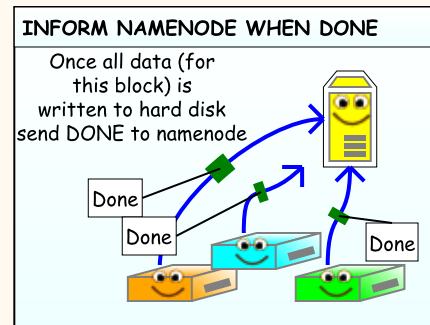 INFORM NAMENODE WHEN DONE
Once all data (for
this block) is
written to hard disk
send DONE to namenode
Done
Done
Done